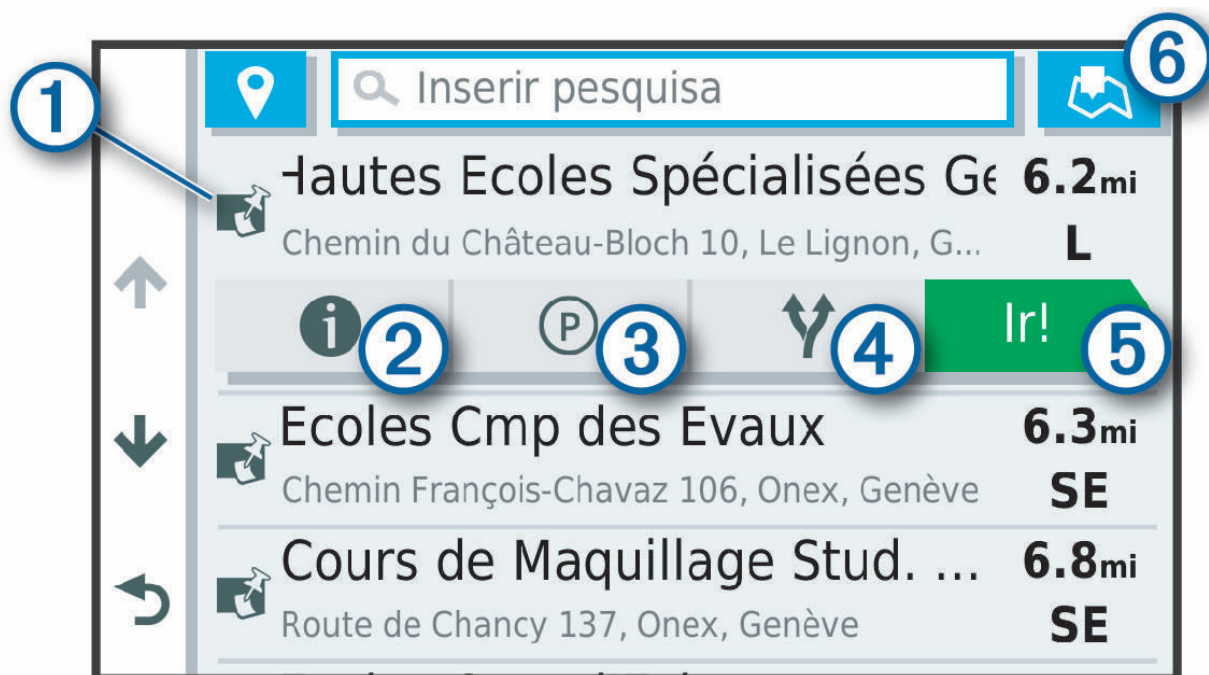 1
6
Inserir pesquisa
Hautes Ecoles Spécialisées Ge 6.2mi
Chemin du Château-Bloch 10, Le Lignon, G... L
i 2 P 3 4 Ir! 5
Ecoles Cmp des Evaux 6.3mi
Chemin François-Chavaz 106, Onex, Genève SE
Cours de Maquillage Stud. ... 6.8mi
Route de Chancy 137, Onex, Genève SE